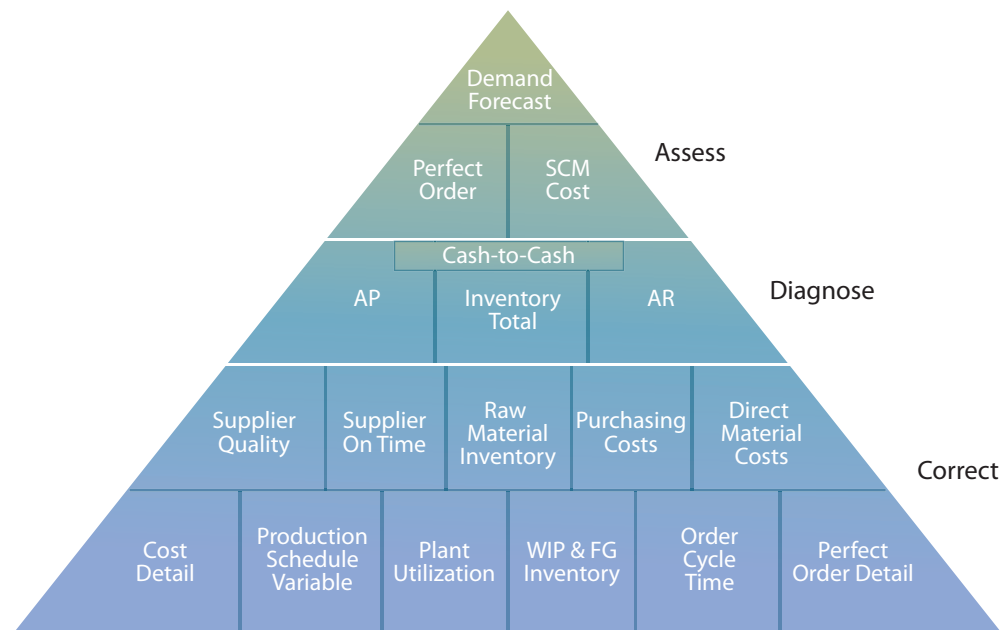 Demand
Forecast
Assess
Perfect
Order
SCM
Cost
Cash-to-Cash
Diagnose
AP
Inventory
Total
AR
Supplier
Quality
Supplier
On Time
Raw
Material
Inventory
Purchasing
Costs
Direct
Material
Costs
Correct
Cost
Detail
Production
Schedule
Variable
Plant
Utilization
WIP & FG
Inventory
Order
Cycle
Time
Perfect
Order Detail